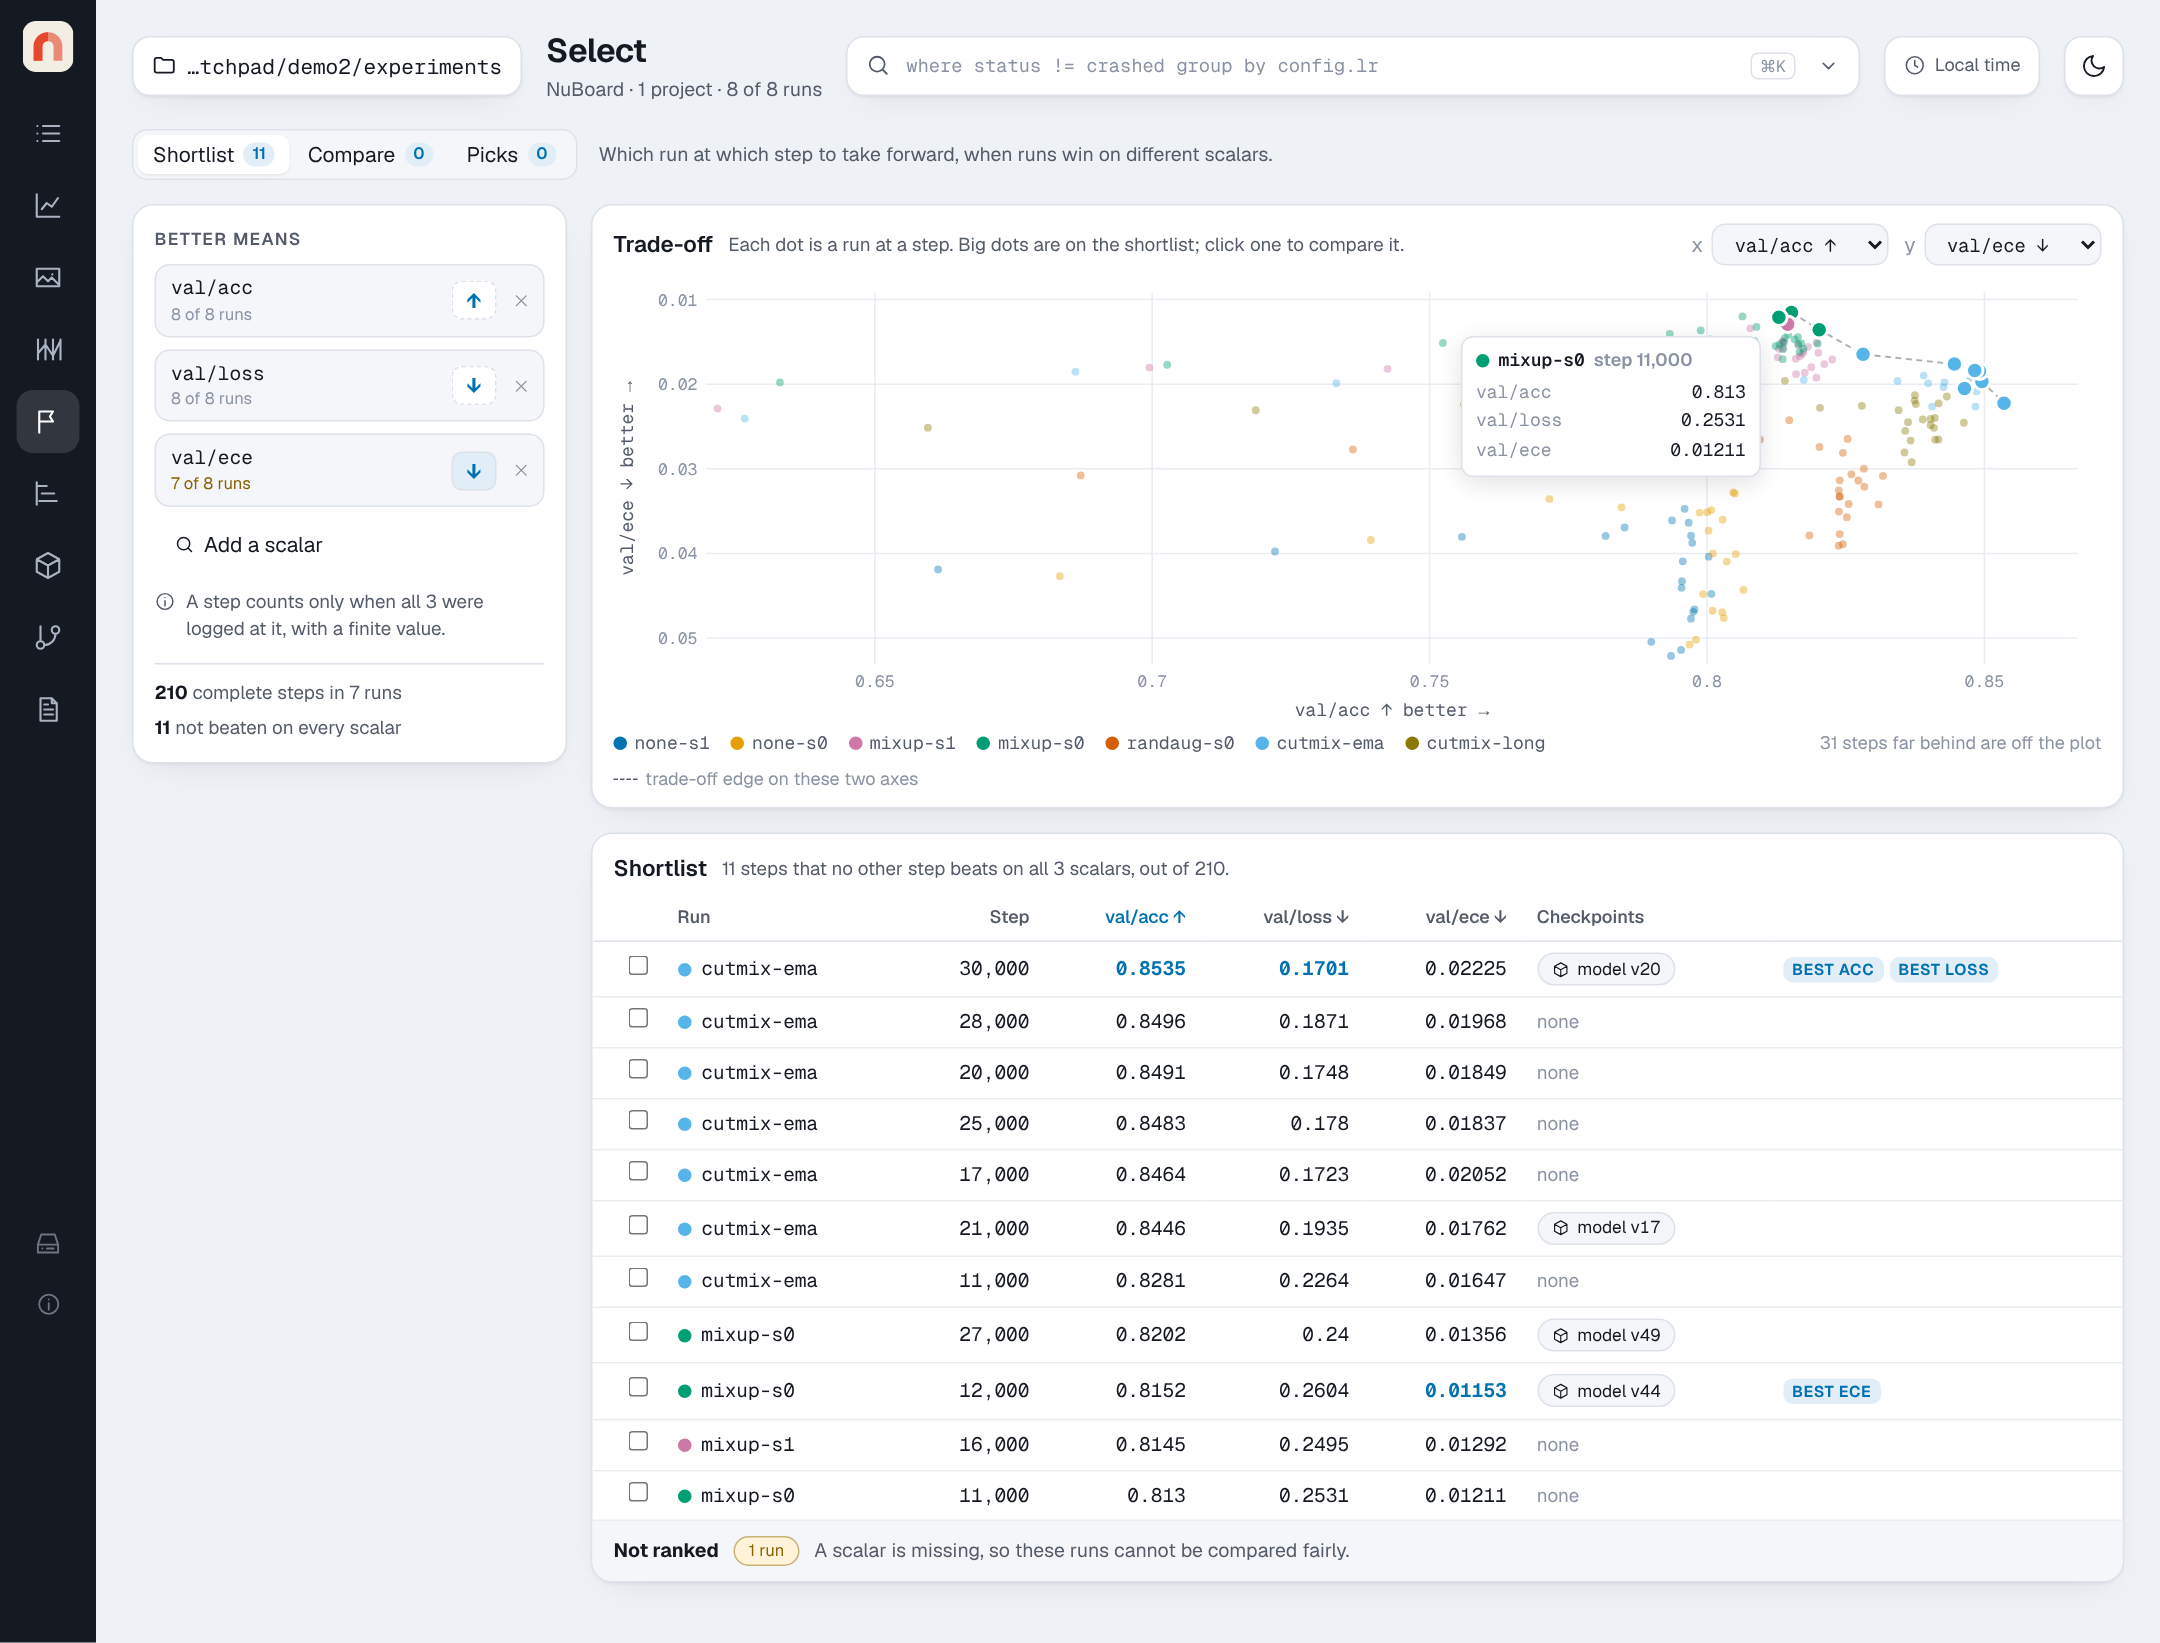 …tchpad/demo2/experiments
Select
NuBoard · 1 project · 8 of 8 runs
where status != crashed group by config.lr
⌘K
Local time
Shortlist 11
Compare 0
Picks 0
Which run at which step to take forward, when runs win on different scalars.
BETTER MEANS
val/acc
8 of 8 runs
↑ ×
val/loss
8 of 8 runs
↓ ×
val/ece
7 of 8 runs
↓ ×
Add a scalar
A step counts only when all 3 were
logged at it, with a finite value.
210 complete steps in 7 runs
11 not beaten on every scalar
Trade-off Each dot is a run at a step. Big dots are on the shortlist; click one to compare it.
x val/acc ↑ y val/ece ↓
0.01
0.02
0.03
0.04
0.05
val/ece ↓ better →
mixup-s0 step 11,000
val/acc 0.813
val/loss 0.2531
val/ece 0.01211
0.65 0.7 0.75 0.8 0.85
val/acc ↑ better →
none-s1 none-s0 mixup-s1 mixup-s0 randaug-s0 cutmix-ema cutmix-long
31 steps far behind are off the plot
---- trade-off edge on these two axes
Shortlist 11 steps that no other step beats on all 3 scalars, out of 210.
Run Step val/acc ↑ val/loss ↓ val/ece ↓ Checkpoints
cutmix-ema 30,000 0.8535 0.1701 0.02225 model v20 BEST ACC BEST LOSS
cutmix-ema 28,000 0.8496 0.1871 0.01968 none
cutmix-ema 20,000 0.8491 0.1748 0.01849 none
cutmix-ema 25,000 0.8483 0.178 0.01837 none
cutmix-ema 17,000 0.8464 0.1723 0.02052 none
cutmix-ema 21,000 0.8446 0.1935 0.01762 model v17
cutmix-ema 11,000 0.8281 0.2264 0.01647 none
mixup-s0 27,000 0.8202 0.24 0.01356 model v49
mixup-s0 12,000 0.8152 0.2604 0.01153 model v44 BEST ECE
mixup-s1 16,000 0.8145 0.2495 0.01292 none
mixup-s0 11,000 0.813 0.2531 0.01211 none
Not ranked 1 run A scalar is missing, so these runs cannot be compared fairly.